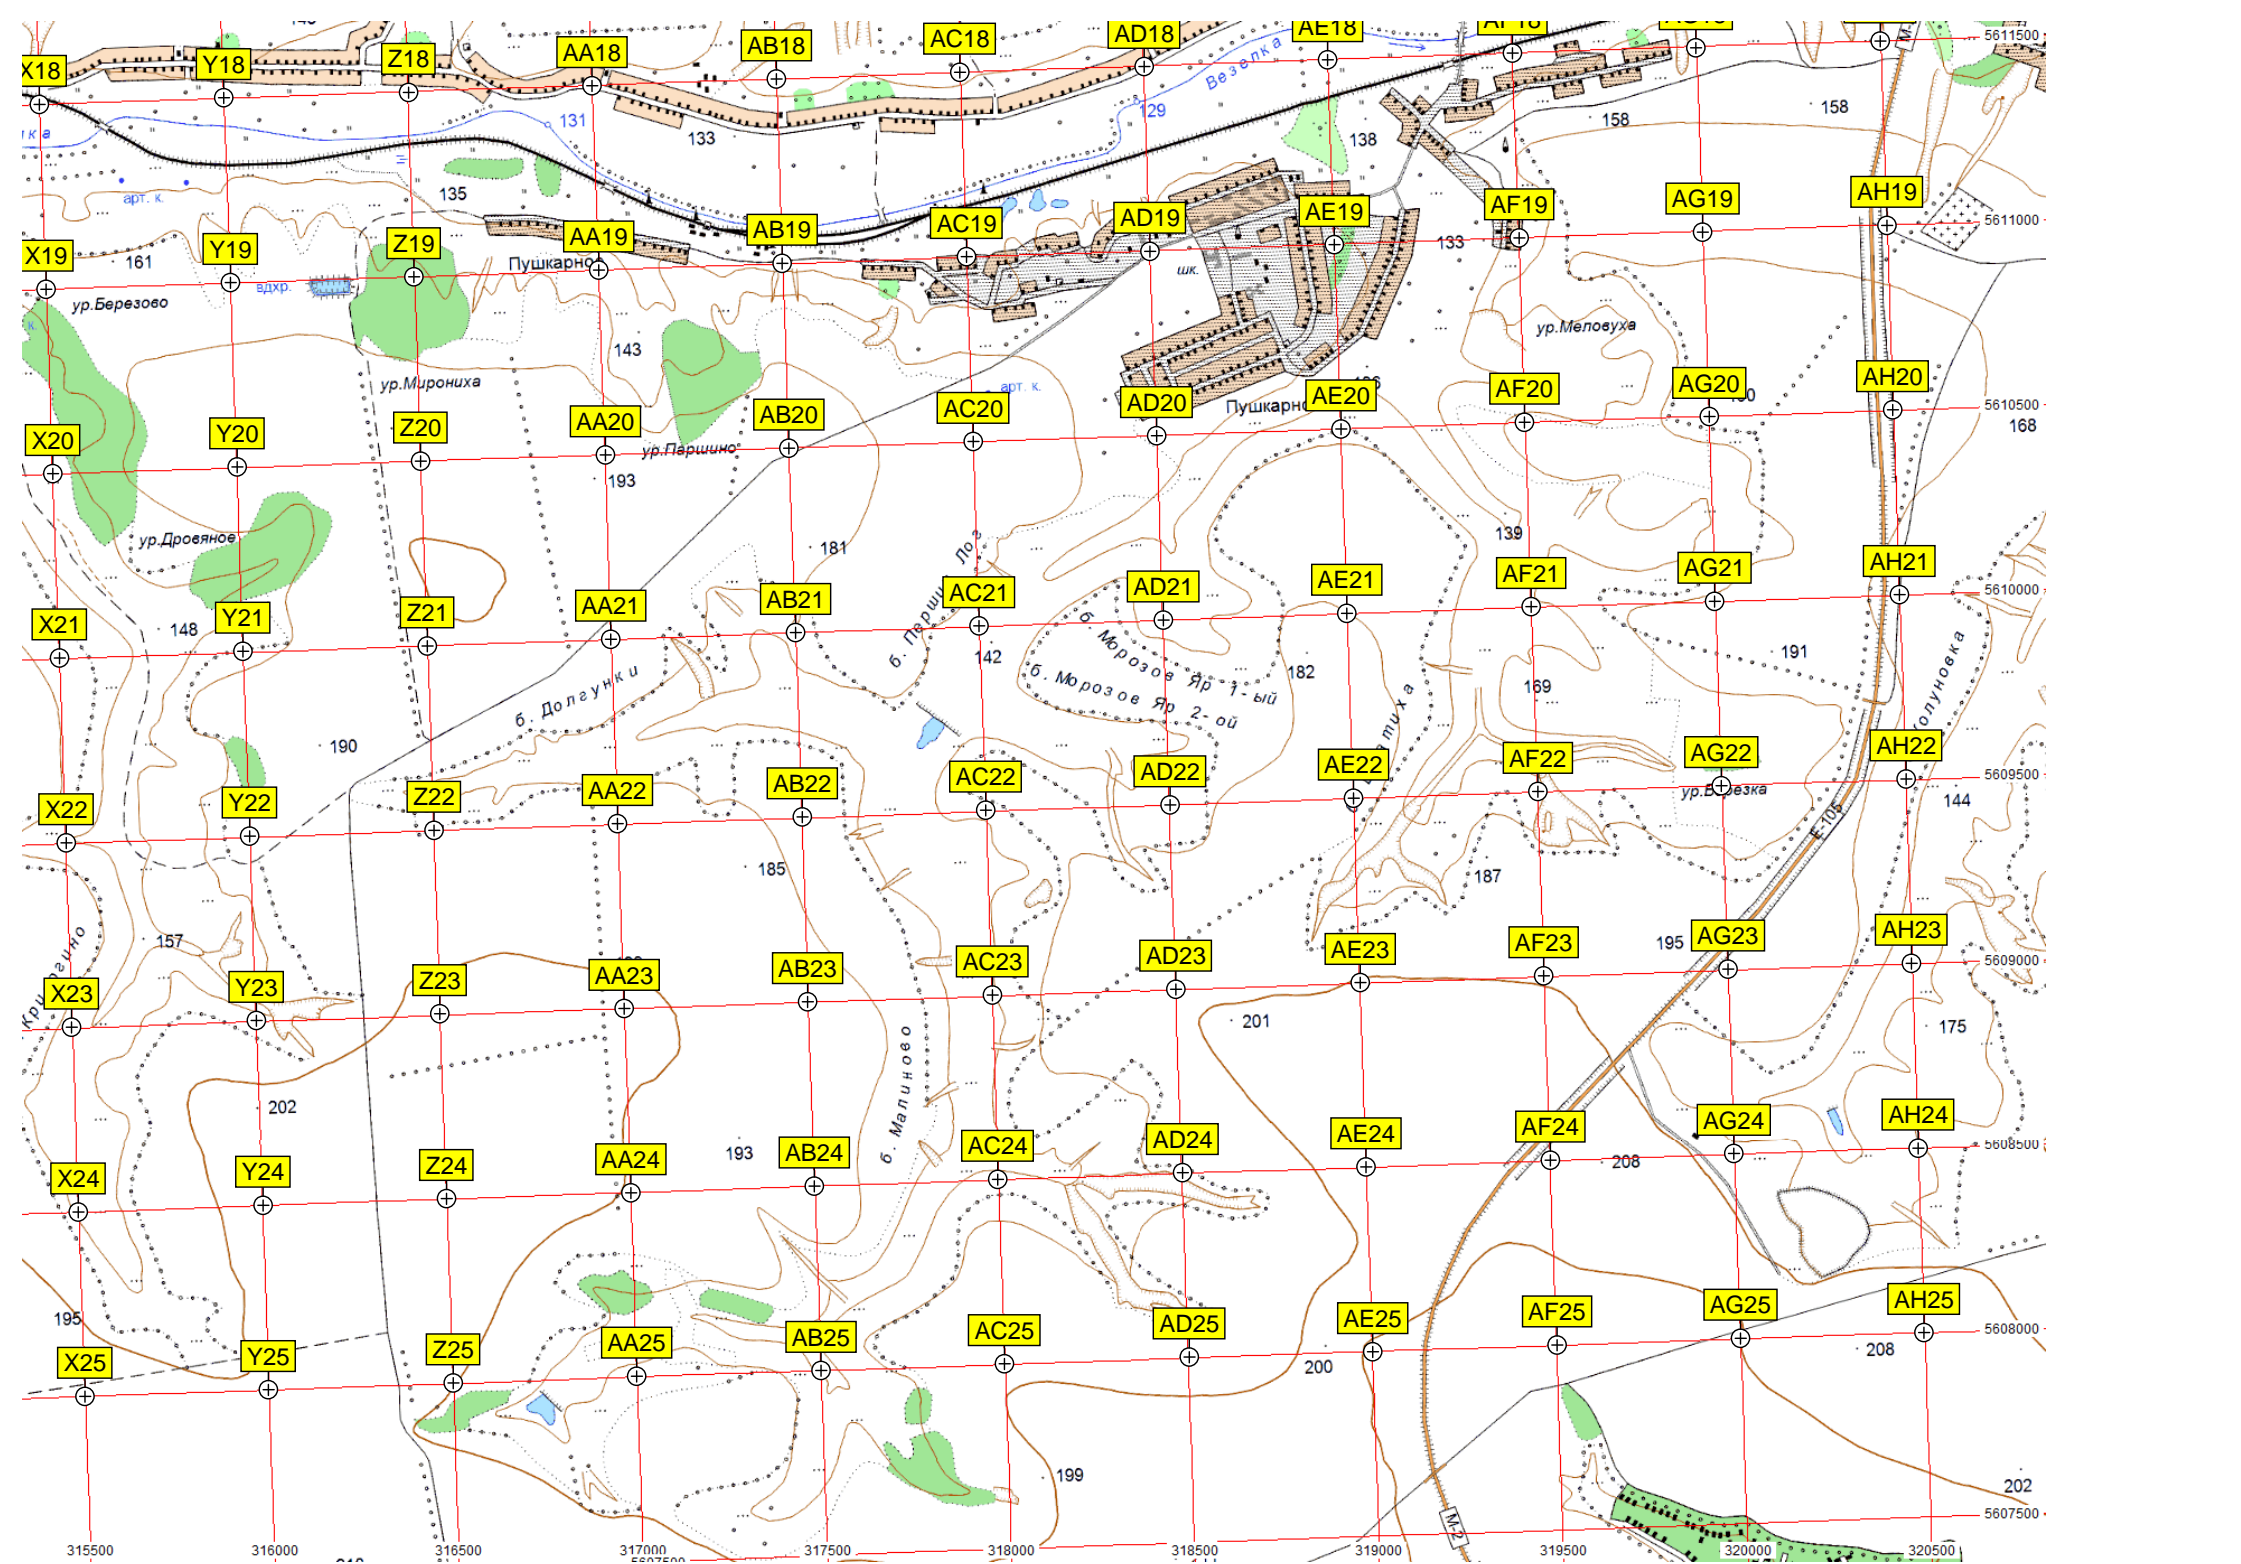 X18 Y18 Z18 AA18 AB18 AC18 AD18 AE18 AF18
5611500
Везелка
131
133
129
138
158
158
135
арт. к.
X19 Y19 Z19 AA19 AB19 AC19 AD19 AE19 AF19 AG19 AH19
5611000
161
ур.Березово
вдхр.
Пушкарно
шк.
133
ур.Меловуха
143
ур.Мирониха
арт. к.
X20 Y20 Z20 AA20 AB20 AC20 AD20 AE20 AF20 AG20 AH20
5610500
168
Пушкарно
ур.Паршино
193
ур.Дровяное
181
139
X21 Y21 Z21 AA21 AB21 AC21 AD21 AE21 AF21 AG21 AH21
5610000
148
142
б. Морозов Яр 1-ый
б. Морозов Яр 2-ой
182
191
169
б. Долгунки
190
X22 Y22 Z22 AA22 AB22 AC22 AD22 AE22 AF22 AG22 AH22
5609500
144
E-105
185
187
157
195
X23 Y23 Z23 AA23 AB23 AC23 AD23 AE23 AF23 AG23 AH23
5609000
201
175
202
б. Малиново
193
208
X24 Y24 Z24 AA24 AB24 AC24 AD24 AE24 AF24 AG24 AH24
5608500
195
X25 Y25 Z25 AA25 AB25 AC25 AD25 AE25 AF25 AG25 AH25
5608000
200
208
199
202
M-2
5607500
315500 316000 316500 317000 317500 318000 318500 319000 319500 320000 320500